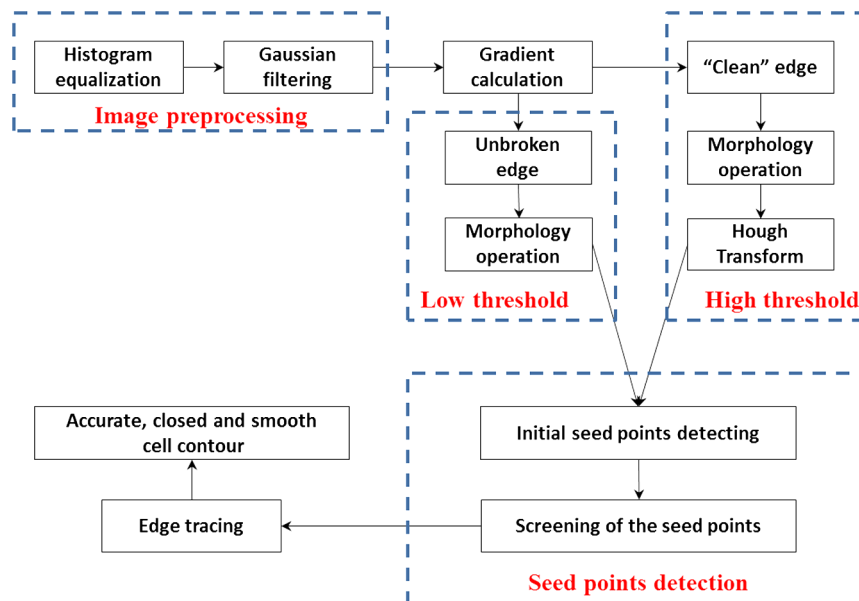 Histogram
equalization
Gaussian
filtering
Gradient
calculation
“Clean” edge
Image preprocessing
Unbroken
edge
Morphology
operation
Morphology
operation
Hough
Transform
Low threshold
High threshold
Accurate, closed and smooth
cell contour
Initial seed points detecting
Edge tracing
Screening of the seed points
Seed points detection